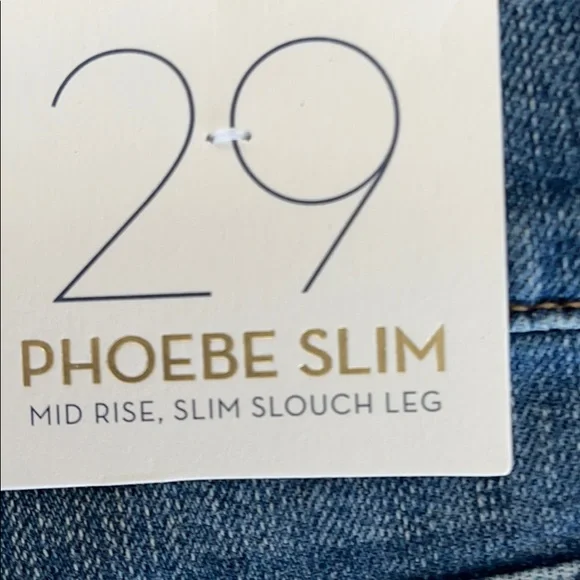 29
PHOEBE SLIM
MID RISE, SLIM SLOUCH LEG